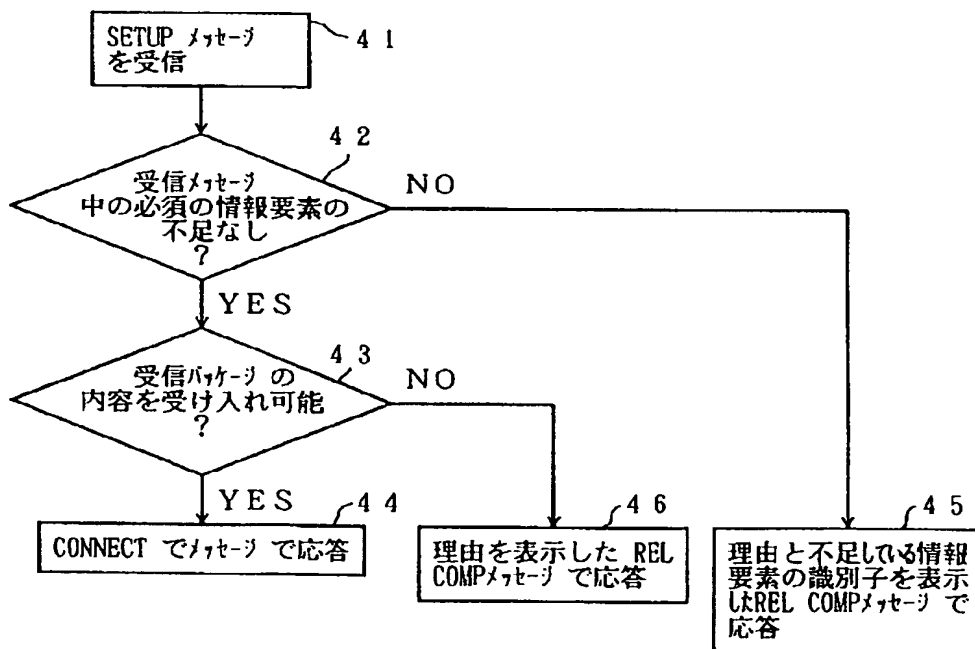 SETUP メッセージ
を受信
41
42
受信メッセージ
中の必須の情報要素の
不足なし
?
NO
YES
43
受信パッケージ の
内容を受け入れ可能
?
NO
YES
44
CONNECT でメッセージ で応答
46
理由を表示した REL
COMPメッセージ で応答
45
理由と不足している情報
要素の識別子を表示
したREL COMPメッセージ で
応答